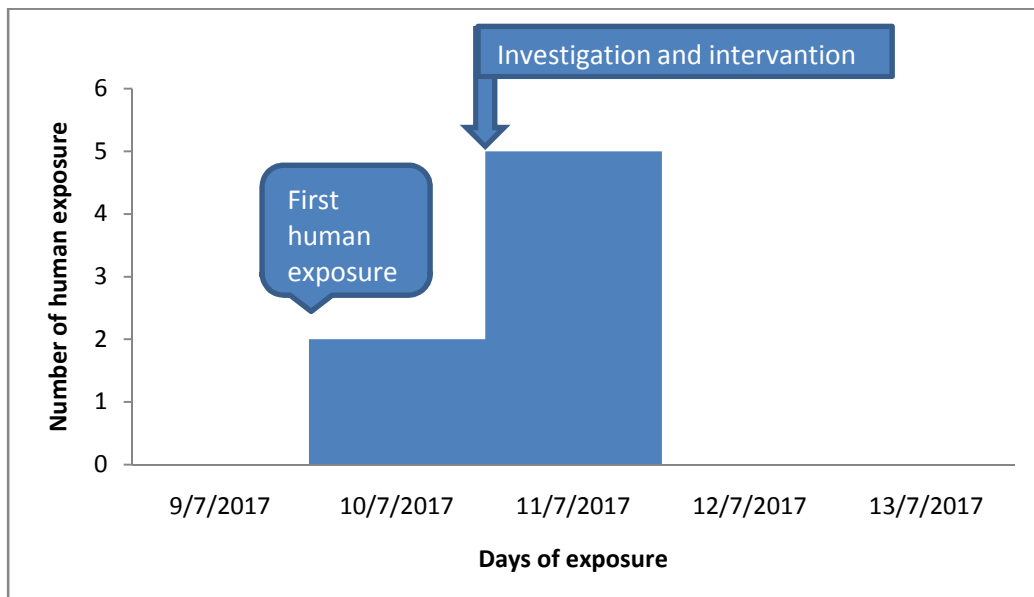 Investigation and intervantion
First
human
exposure
Number of human exposure
6
5
4
3
2
1
0
9/7/2017 10/7/2017 11/7/2017 12/7/2017 13/7/2017
Days of exposure